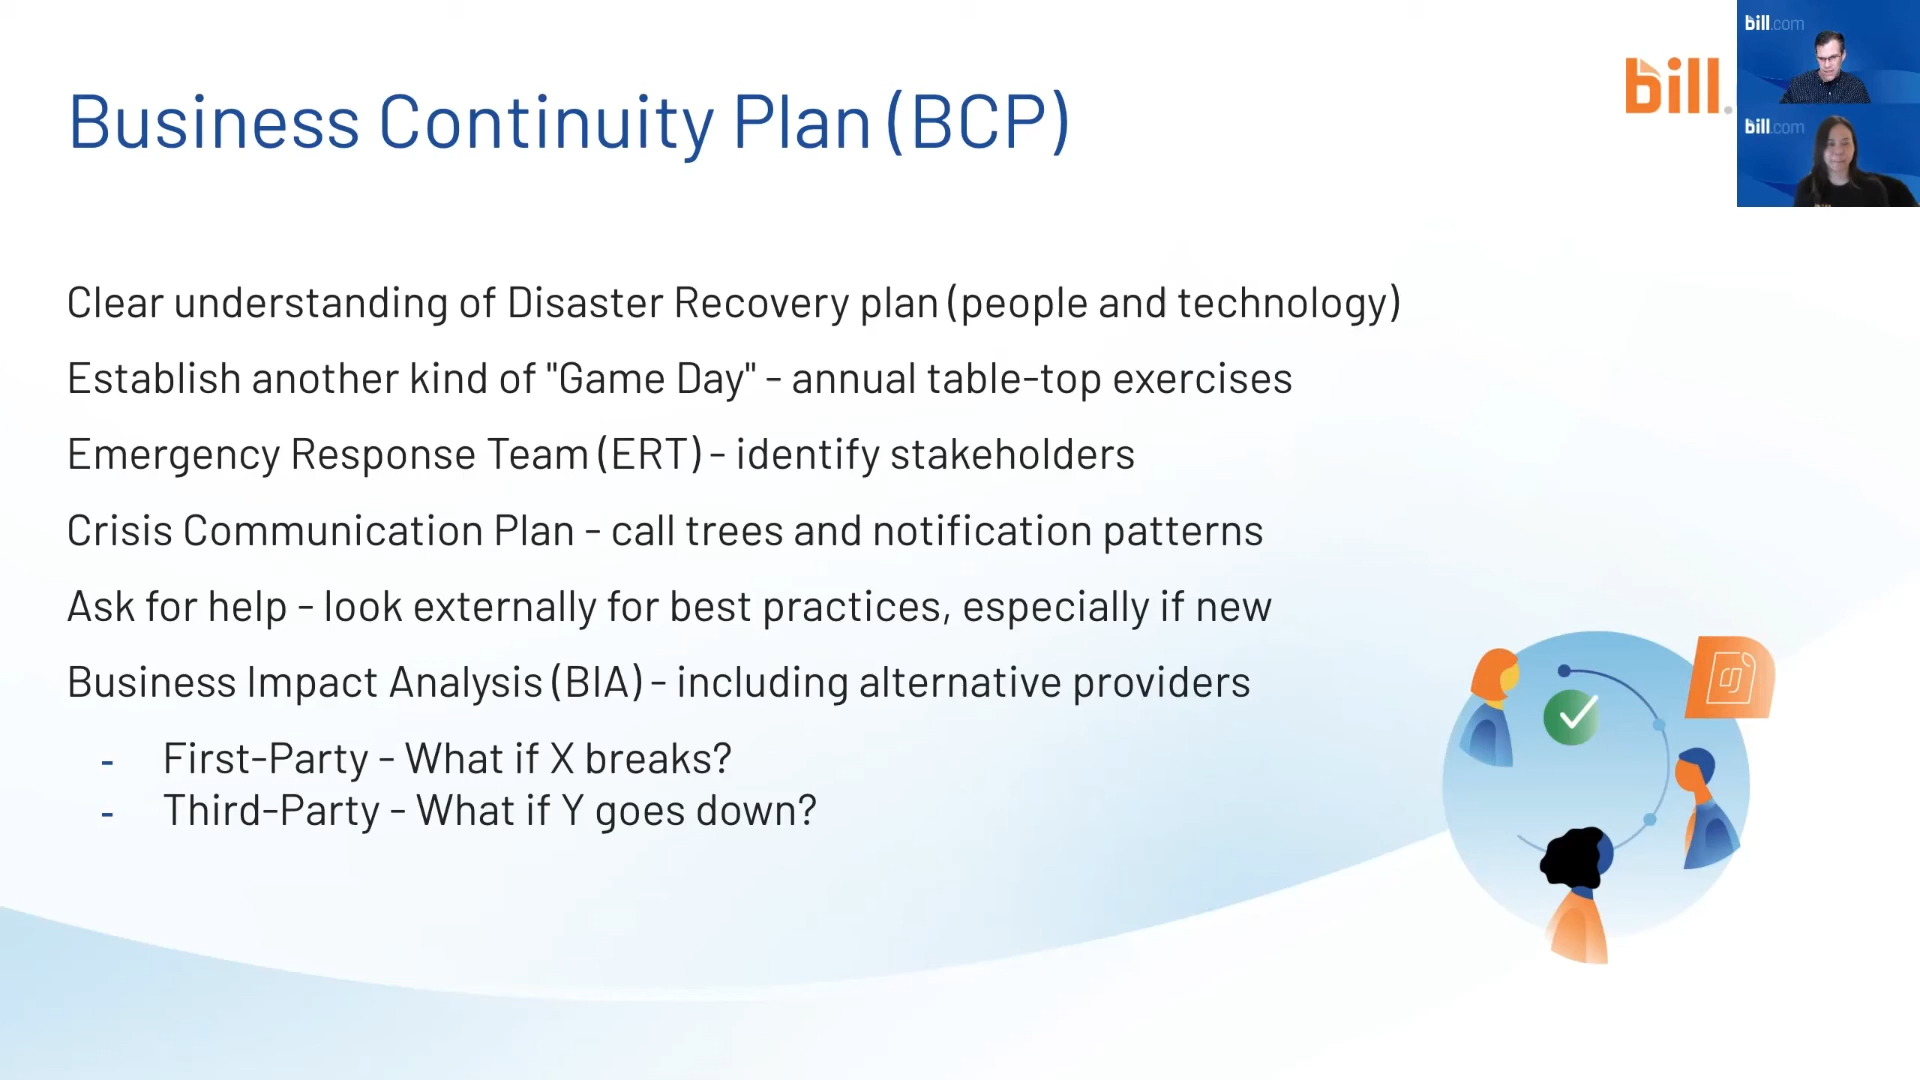 Business Continuity Plan (BCP)
bill.
bill.com
bill.com
Clear understanding of Disaster Recovery plan (people and technology)
Establish another kind of "Game Day" - annual table-top exercises
Emergency Response Team (ERT) - identify stakeholders
Crisis Communication Plan - call trees and notification patterns
Ask for help - look externally for best practices, especially if new
Business Impact Analysis (BIA) - including alternative providers
- First-Party - What if X breaks?
- Third-Party - What if Y goes down?